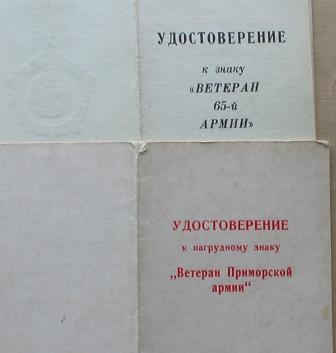 УДОСТОВЕРЕНИЕ
к знаку
«ВЕТЕРАН
65-й
АРМИИ»
УДОСТОВЕРЕНИЕ
к нагрудному знаку
„Ветеран Приморской
армии“